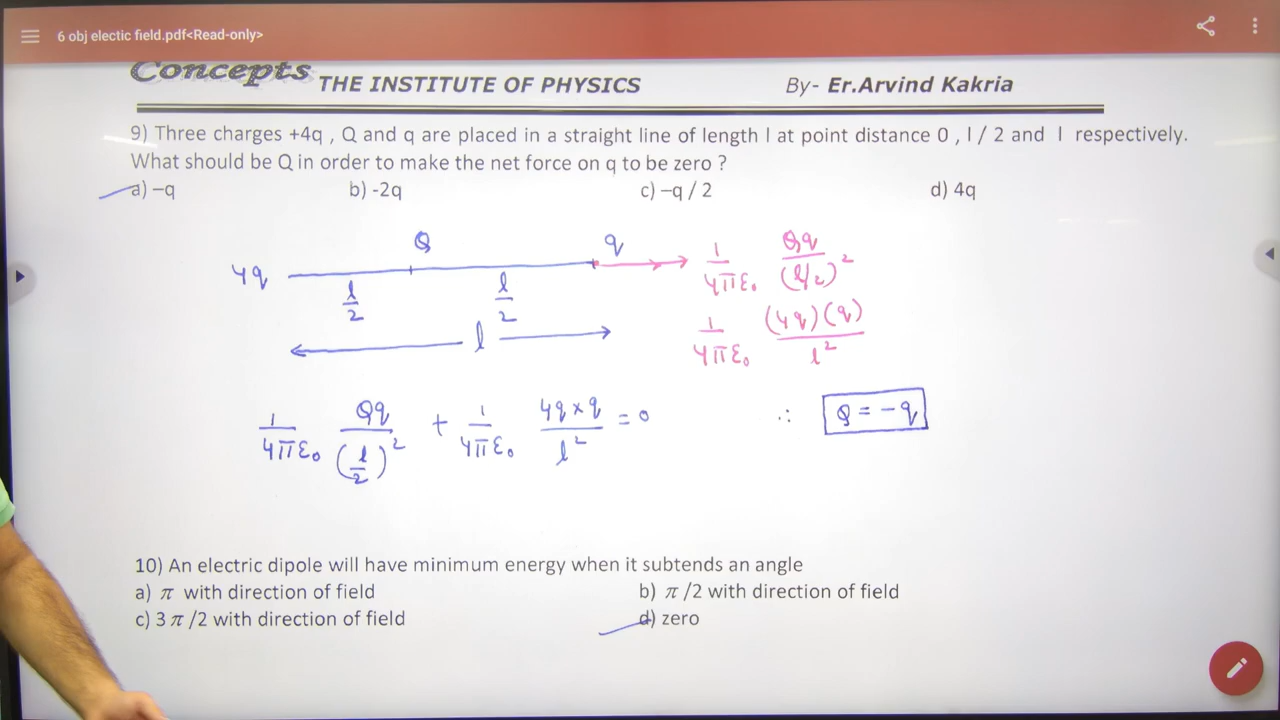 6 obj electic field.pdf<Read-only>
Concepts THE INSTITUTE OF PHYSICS By- Er.Arvind Kakria
9) Three charges +4q , Q and q are placed in a straight line of length l at point distance 0 , l / 2 and l respectively.
What should be Q in order to make the net force on q to be zero ?
a) –q b) -2q c) –q / 2 d) 4q
4q Q q 1/4πε₀ Qq/(l/2)²
l/2 l/2
l
1/4πε₀ (4q)(q)/l²
1/4πε₀ Qq/(l/2)² + 1/4πε₀ 4q×q/l² = 0 ∴ Q = -q
10) An electric dipole will have minimum energy when it subtends an angle
a) π with direction of field b) π /2 with direction of field
c) 3 π /2 with direction of field d) zero